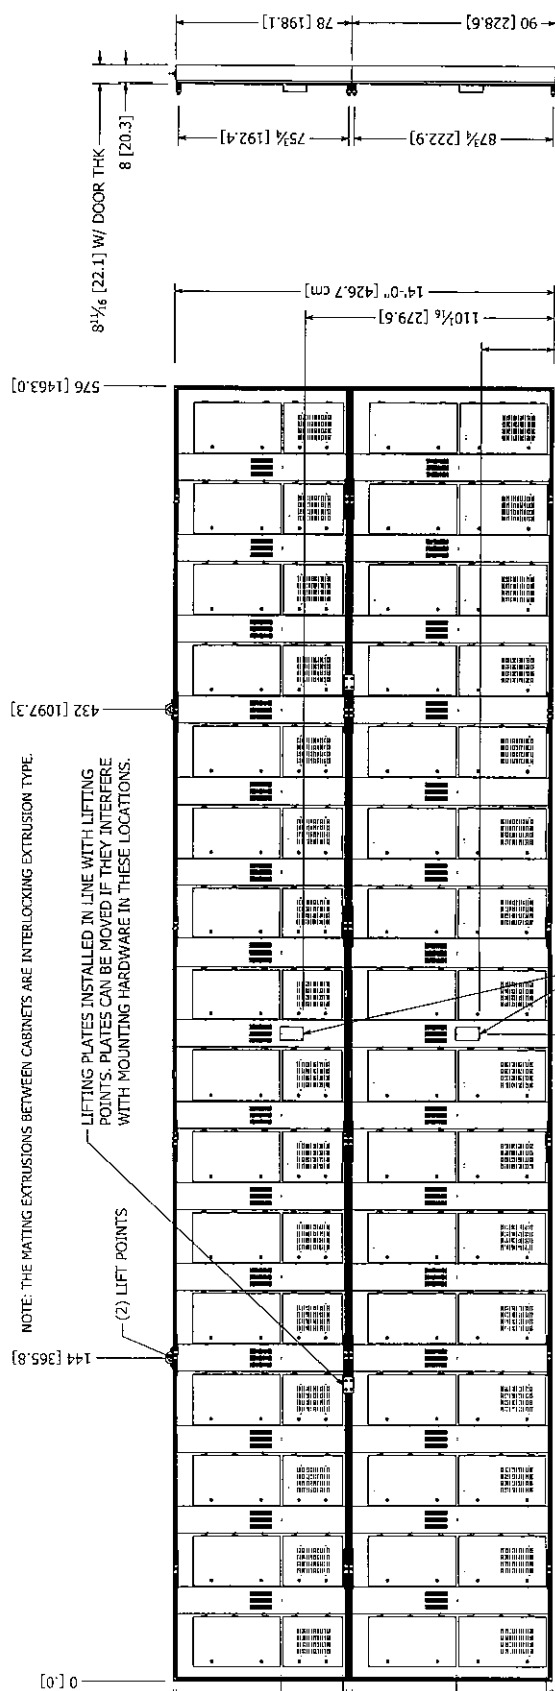 NOTE: THE MATING EXTRUSIONS BETWEEN CABINETS ARE INTERLOCKING EXTRUSION TYPE.
LIFTING PLATES INSTALLED IN LINE WITH LIFTING
POINTS. PLATES CAN BE MOVED IF THEY INTERFERE
WITH MOUNTING HARDWARE IN THESE LOCATIONS.
(2) LIFT POINTS
0 [.0]
144 [365.8]
432 [1097.3]
576 [1463.0]
14'-0" [426.7 cm]
110 1/16 [279.6]
8 11/16 [22.1] W/ DOOR THK
8 [20.3]
78 [198.1]
90 [228.6]
75 3/4 [192.4]
87 3/4 [222.9]